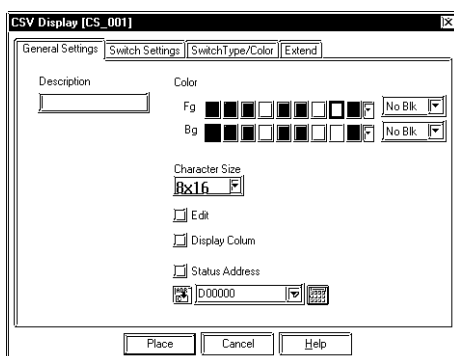 CSV Display [CS_001]
General Settings Switch Settings SwitchType/Color Extend
Description
Color
Fg No Blk
Bg No Blk
Character Size
8x16
Edit
Display Colum
Status Address
D00000
Place Cancel Help